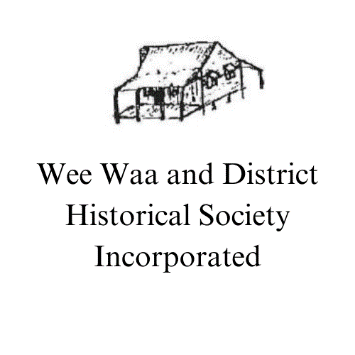 Wee Waa and District
Historical Society
Incorporated